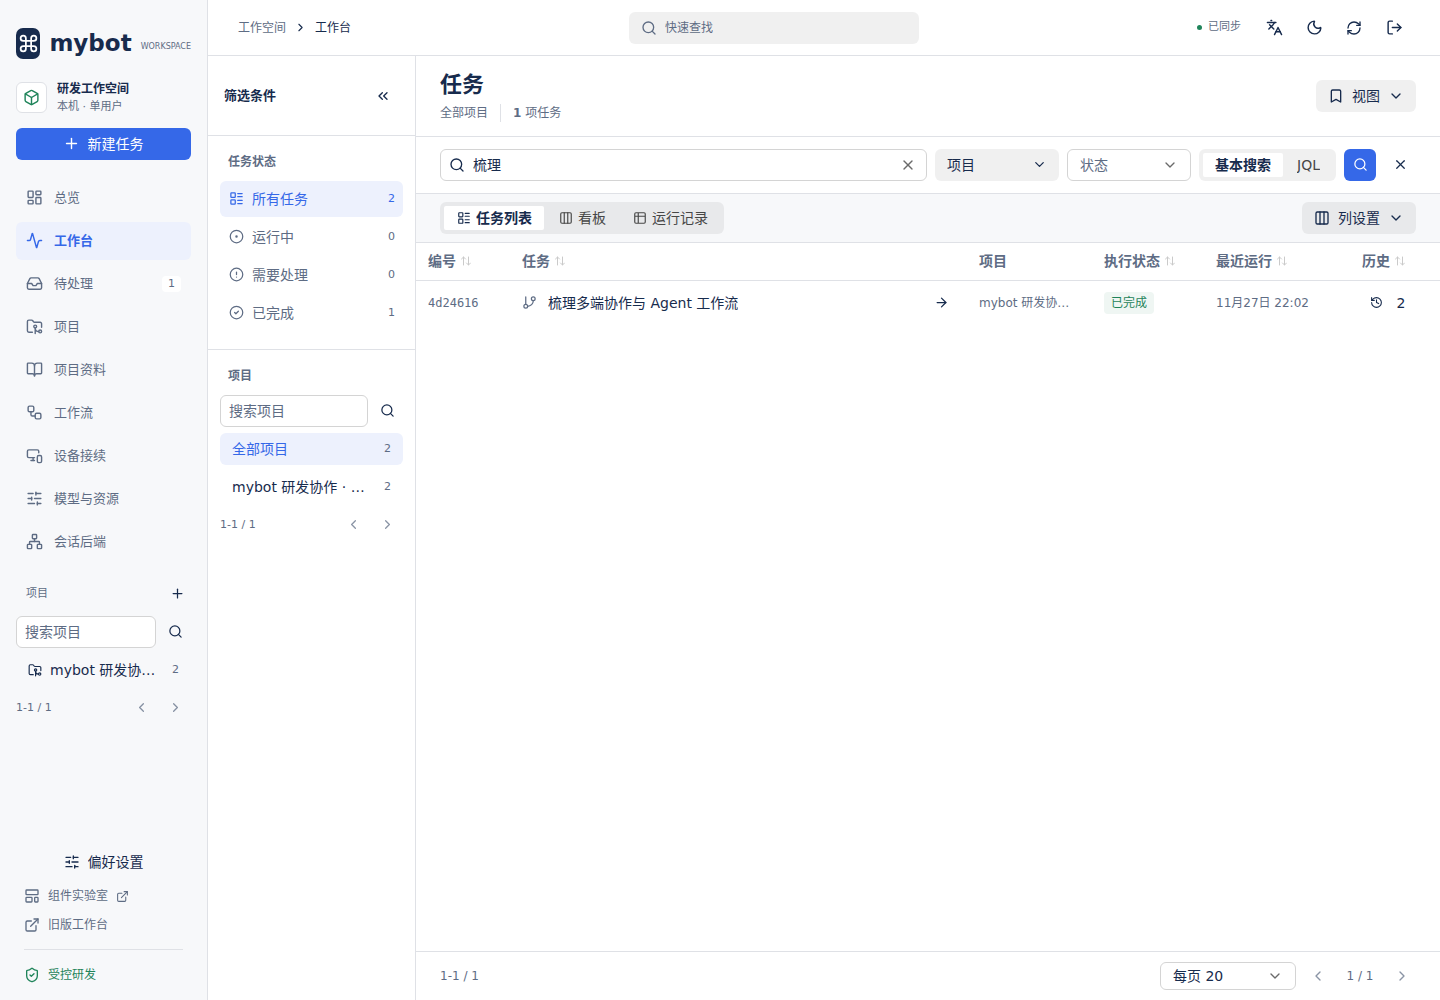 mybot WORKSPACE
研发工作空间
本机 · 单用户
新建任务
总览
工作台
待处理 1
项目
项目资料
工作流
设备接续
模型与资源
会话后端
项目
搜索项目
mybot 研发协... 2
1-1 / 1
偏好设置
组件实验室
旧版工作台
受控研发
工作空间 工作台
快速查找
已同步
筛选条件
任务状态
所有任务 2
运行中 0
需要处理 0
已完成 1
项目
搜索项目
全部项目 2
mybot 研发协作 · ... 2
1-1 / 1
任务
全部项目 1 项任务
视图
梳理
项目
状态
基本搜索 JQL
任务列表 看板 运行记录
列设置
编号 任务 项目 执行状态 最近运行 历史
4d24616 梳理多端协作与 Agent 工作流 mybot 研发协... 已完成 11月27日 22:02 2
1-1 / 1
每页 20
1 / 1